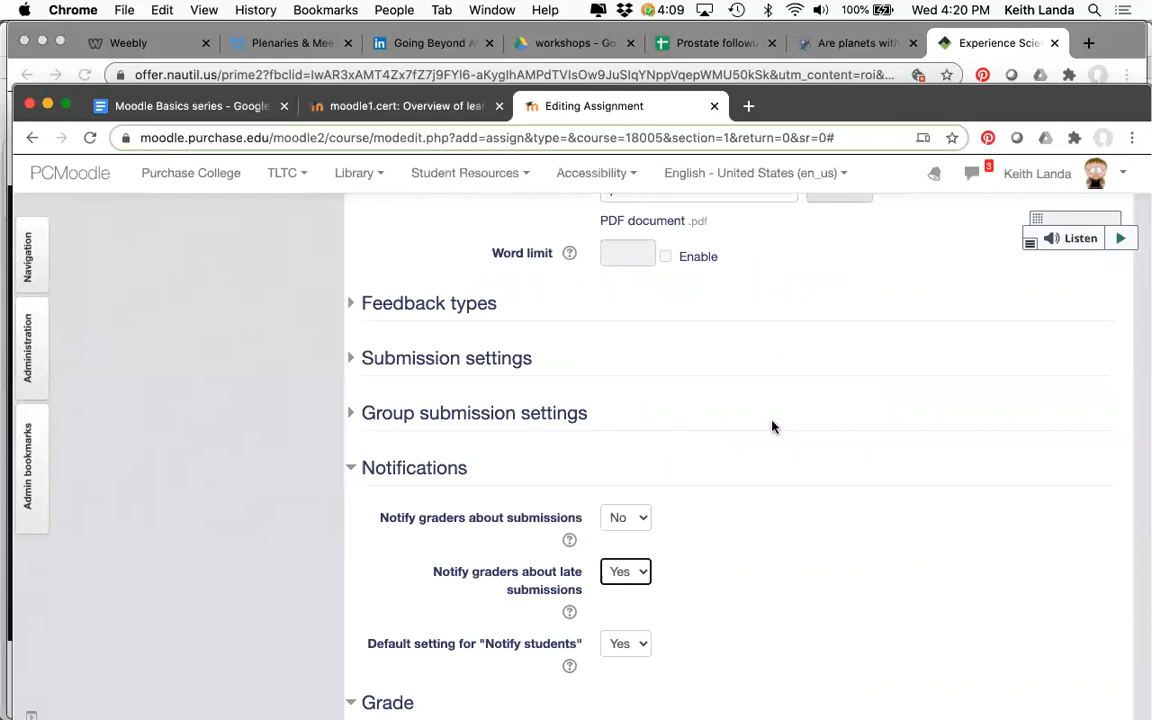 Chrome File Edit View History Bookmarks People Tab Window Help 4:09 100% Wed 4:20 PM Keith Landa
Weebly Plenaries & Mee Going Beyond A workshops - Go Prostate followu Are planets with Experience Scie
offer.nautil.us/prime2?fbclid=IwAR3xAMT4Zx7fZ7j9FYl6-aKygIhAMPdTVIsOw9JuSlqYNppVqepWMU50kSk&utm_content=roi&...
Moodle Basics series - Google moodle1.cert: Overview of lear Editing Assignment
moodle.purchase.edu/moodle2/course/modedit.php?add=assign&type=&course=18005&section=1&return=0&sr=0#
PCMoodle Purchase College TLTC Library Student Resources Accessibility English - United States (en_us) 3 Keith Landa
Navigation
Administration
Admin bookmarks
PDF document .pdf
Listen
Word limit Enable
Feedback types
Submission settings
Group submission settings
Notifications
Notify graders about submissions No
Notify graders about late submissions Yes
Default setting for "Notify students" Yes
Grade